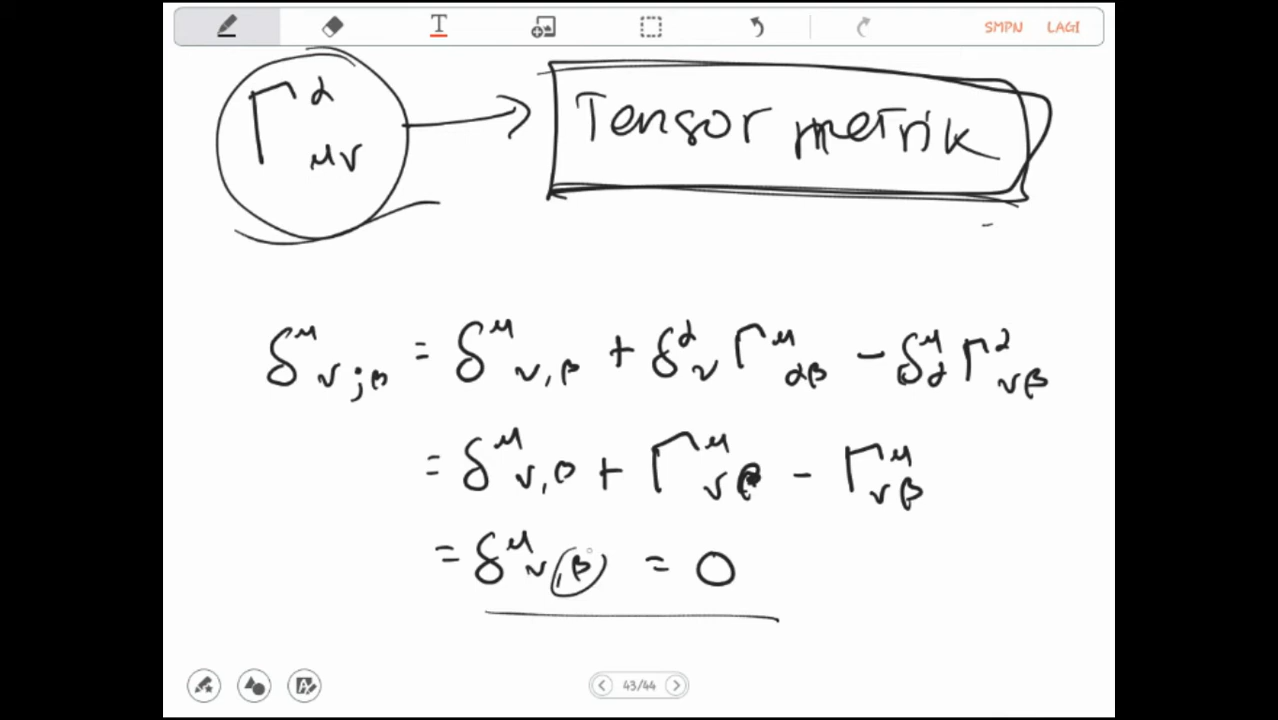 T SMPN LAGI
Γ^α_μν → Tensor metrik
δ^μ_ν;β = δ^μ_ν,β + δ^α_ν Γ^μ_αβ − δ^μ_α Γ^α_νβ
= δ^μ_ν,β + Γ^μ_νβ − Γ^μ_νβ
= δ^μ_ν,β = 0
43/44